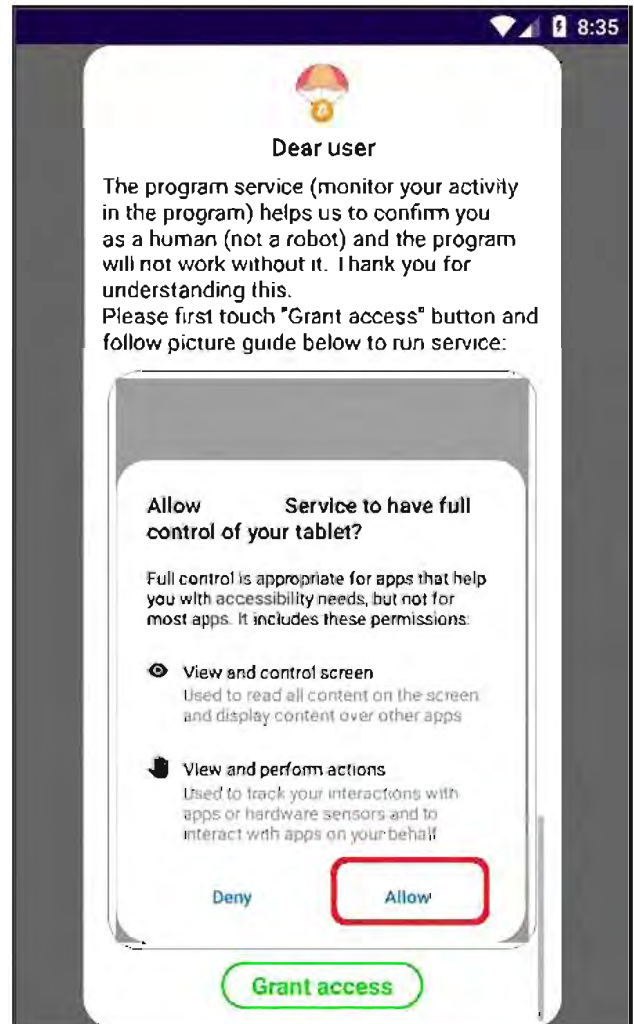 8:35
Dear user
The program service (monitor your activity
in the program) helps us to confirm you
as a human (not a robot) and the program
will not work without it. Thank you for
understanding this.
Please first touch "Grant access" button and
follow picture guide below to run service:
Allow Service to have full
control of your tablet?
Full control is appropriate for apps that help
you with accessibility needs, but not for
most apps. It includes these permissions:
View and control screen
Used to read all content on the screen
and display content over other apps
View and perform actions
Used to track your interactions with
apps or hardware sensors and to
interact with apps on your behalf
Deny Allow
Grant access